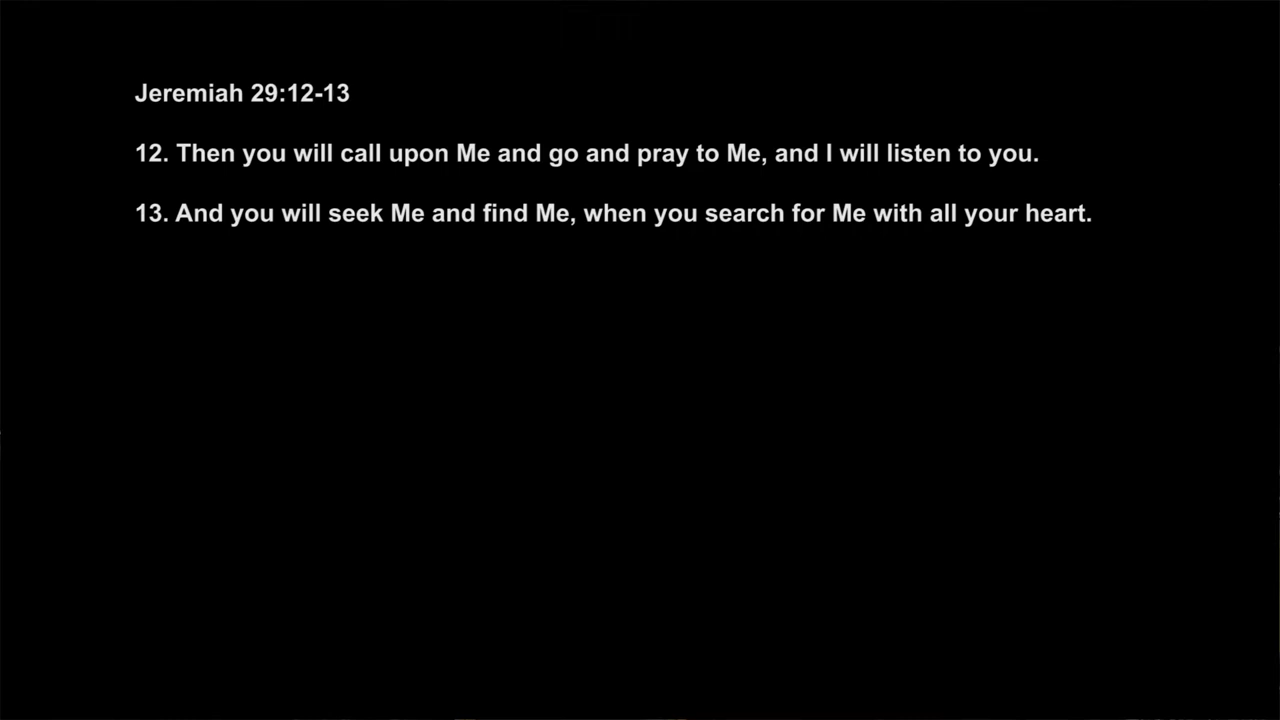 Jeremiah 29:12-13
12. Then you will call upon Me and go and pray to Me, and I will listen to you.
13. And you will seek Me and find Me, when you search for Me with all your heart.